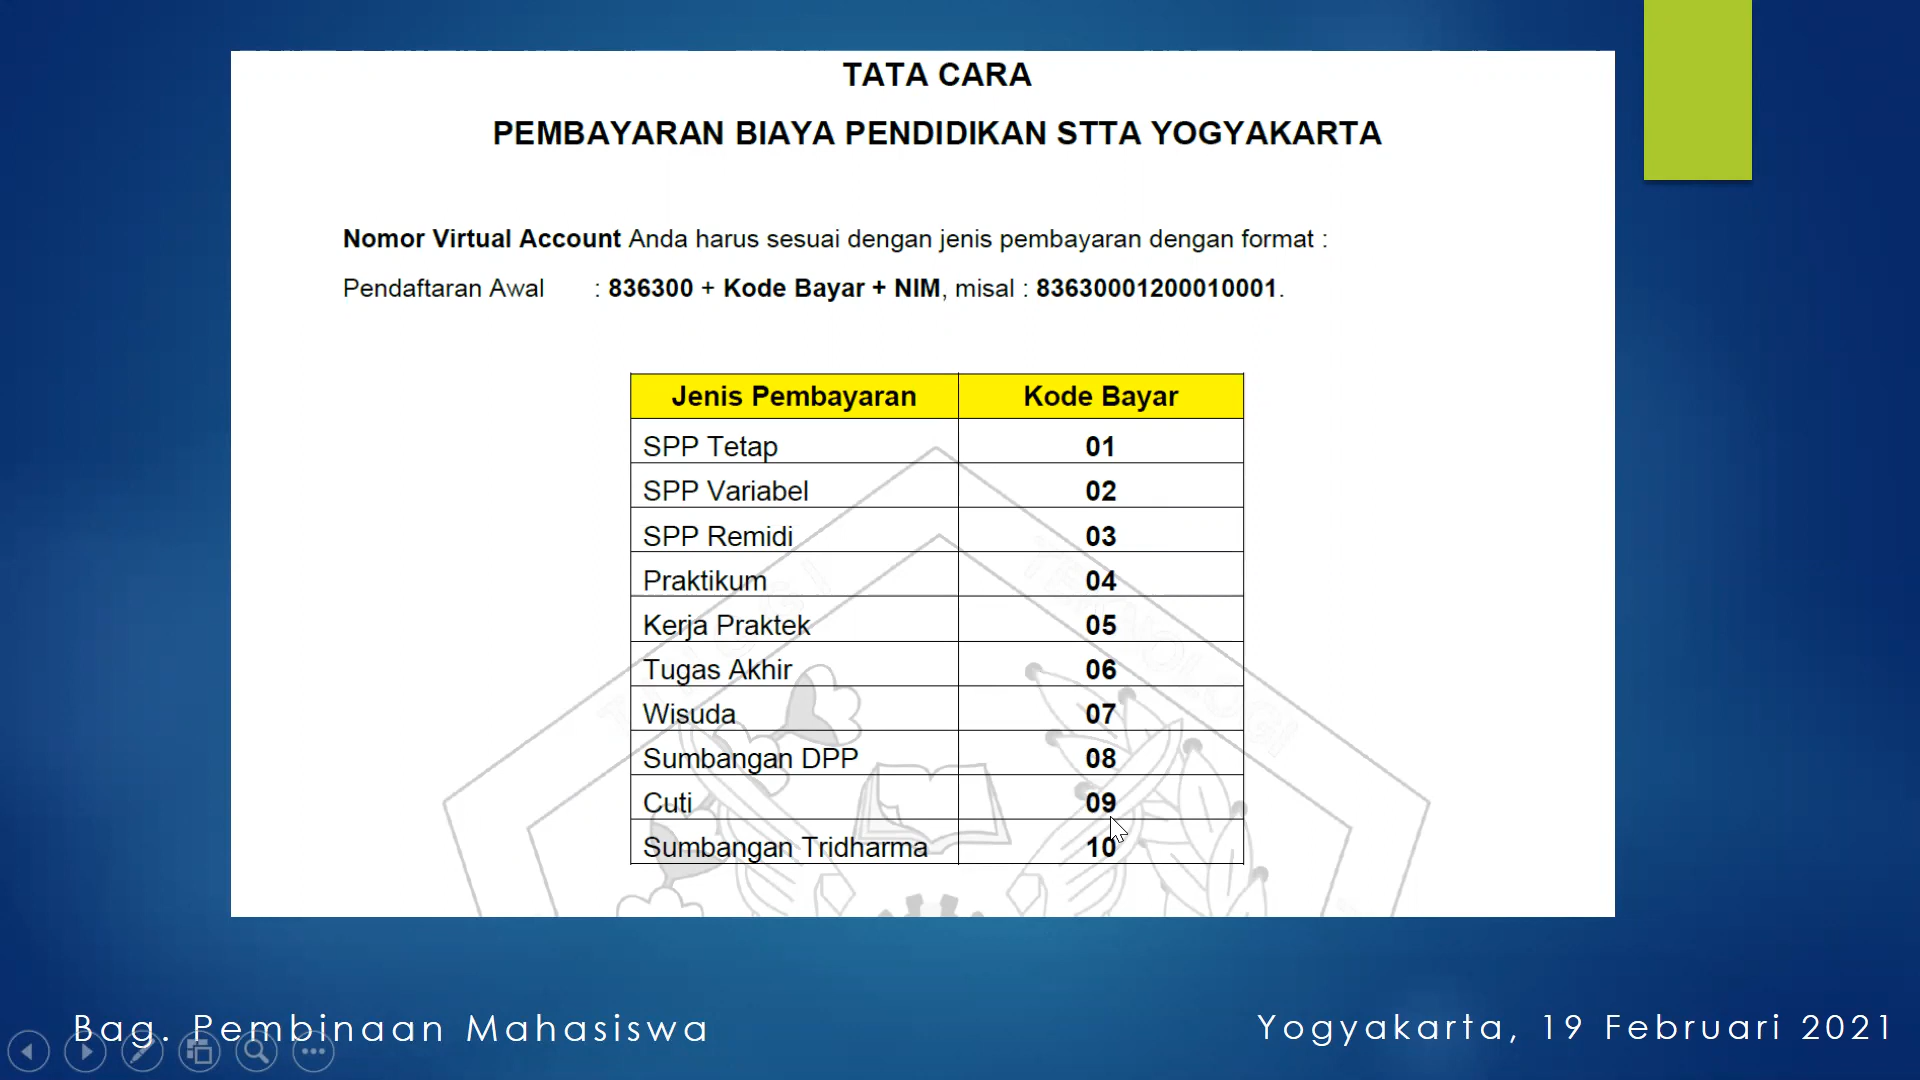 TATA CARA
PEMBAYARAN BIAYA PENDIDIKAN STTA YOGYAKARTA
Nomor Virtual Account Anda harus sesuai dengan jenis pembayaran dengan format :
Pendaftaran Awal : 836300 + Kode Bayar + NIM, misal : 83630001200010001.
Jenis Pembayaran Kode Bayar
SPP Tetap 01
SPP Variabel 02
SPP Remidi 03
Praktikum 04
Kerja Praktek 05
Tugas Akhir 06
Wisuda 07
Sumbangan DPP 08
Cuti 09
Sumbangan Tridharma 10
Bag. Pembinaan Mahasiswa
Yogyakarta, 19 Februari 2021